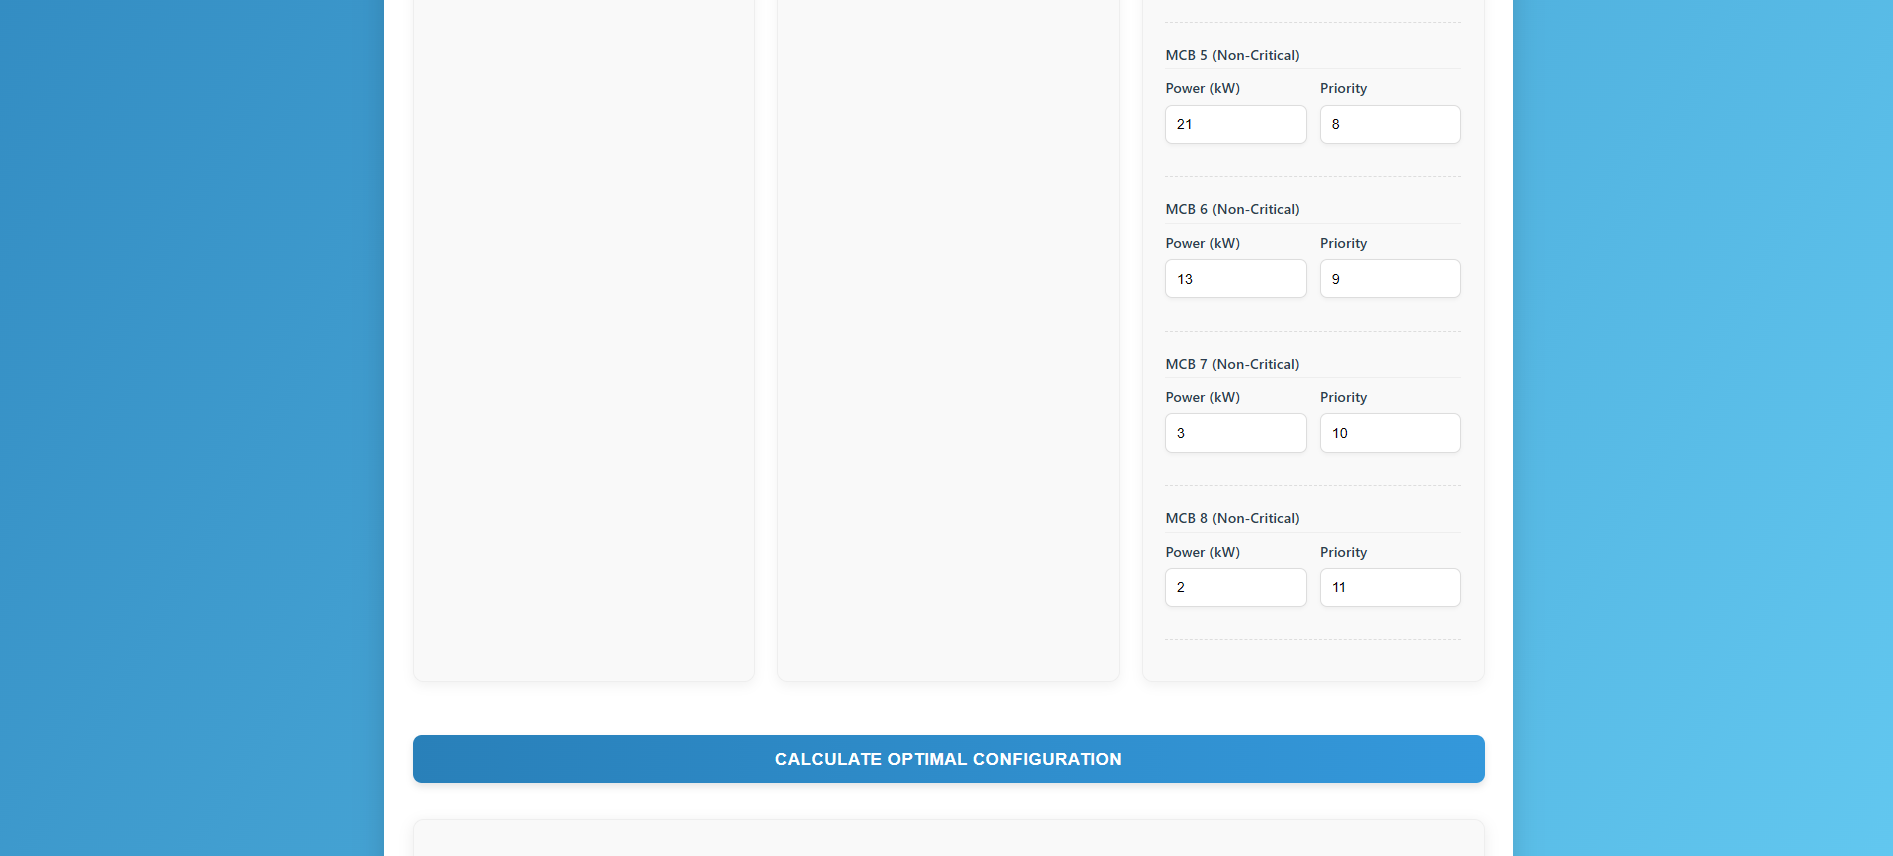 MCB 5 (Non-Critical)
Power (kW) Priority
21 8
MCB 6 (Non-Critical)
Power (kW) Priority
13 9
MCB 7 (Non-Critical)
Power (kW) Priority
3 10
MCB 8 (Non-Critical)
Power (kW) Priority
2 11
CALCULATE OPTIMAL CONFIGURATION